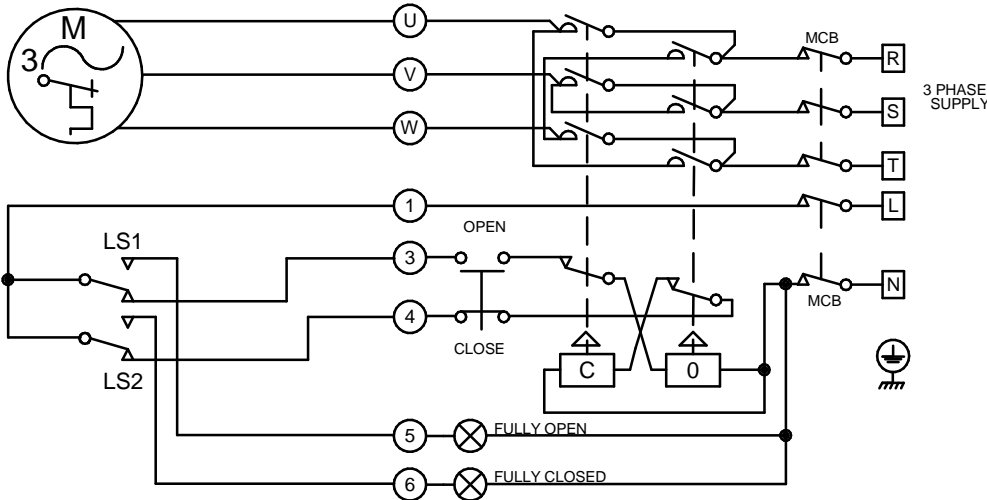 U
M
MCB
R
3
V
3 PHASE
SUPPLY
S
W
T
1
L
OPEN
LS1
3
N
MCB
4
CLOSE
C
0
LS2
5
FULLY OPEN
6
FULLY CLOSED